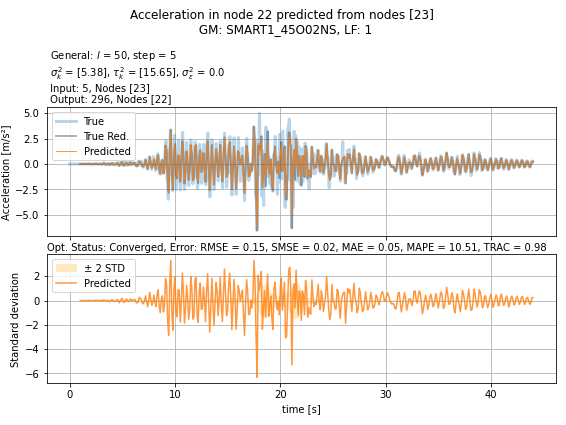 Acceleration in node 22 predicted from nodes [23]
GM: SMART1_45O02NS, LF: 1
General: l = 50, step = 5
σ²ₖ = [5.38], τ²ₖ = [15.65], σ²ε = 0.0
Input: 5, Nodes [23]
Output: 296, Nodes [22]
5.0
2.5
0.0
−2.5
−5.0
Acceleration [m/s²]
True
True Red.
Predicted
Opt. Status: Converged, Error: RMSE = 0.15, SMSE = 0.02, MAE = 0.05, MAPE = 10.51, TRAC = 0.98
± 2 STD
Predicted
2
0
−2
−4
−6
Standard deviation
0 10 20 30 40
time [s]